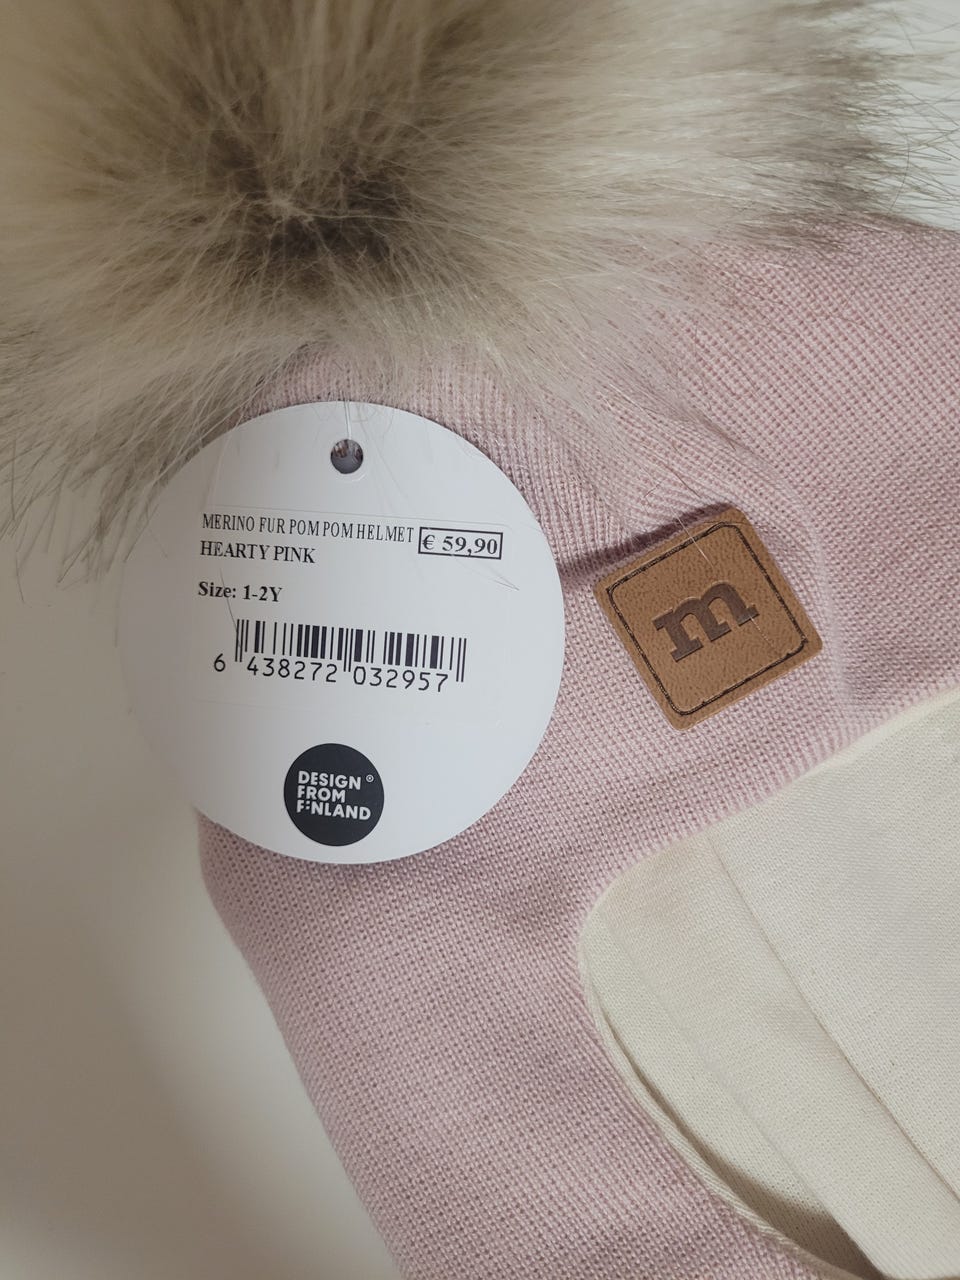 MERINO FUR POM POM HELMET
€ 59,90
HEARTY PINK
Size: 1-2Y
6 438272 032957
DESIGN ®
FROM
FINLAND
m